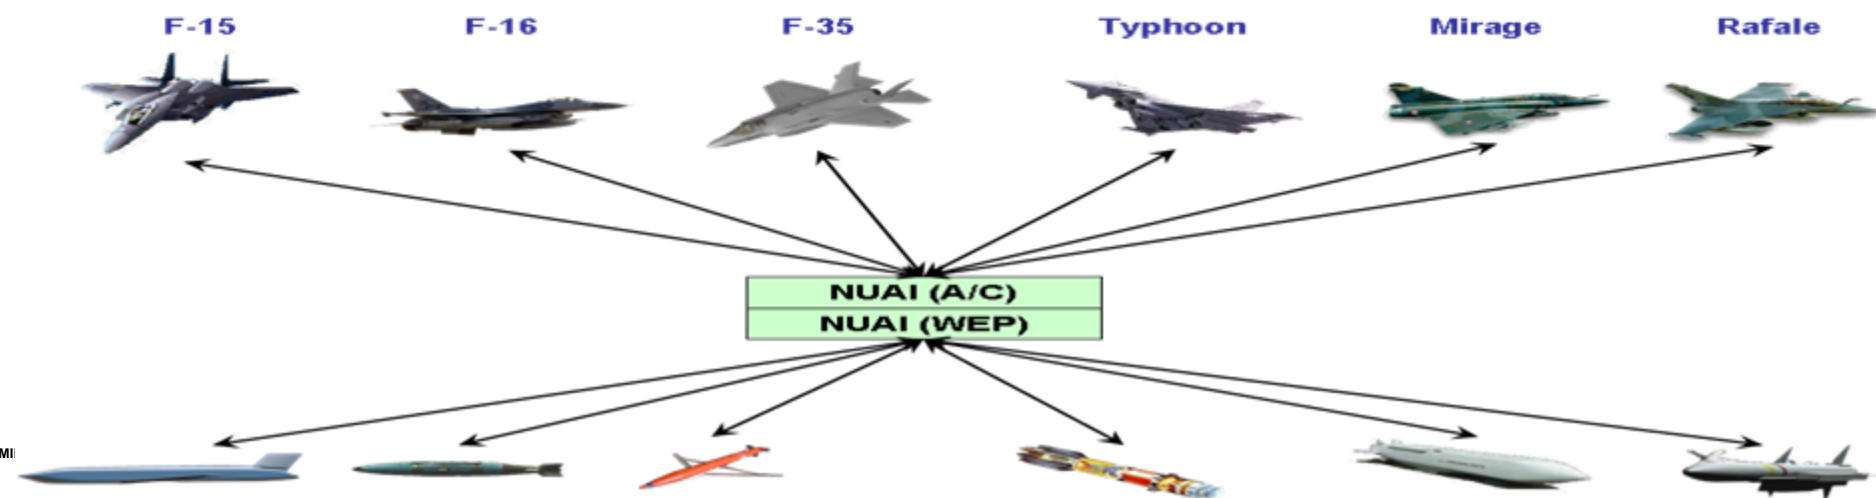 F-15 F-16 F-35 Typhoon Mirage Rafale
NUAI (A/C)
NUAI (WEP)